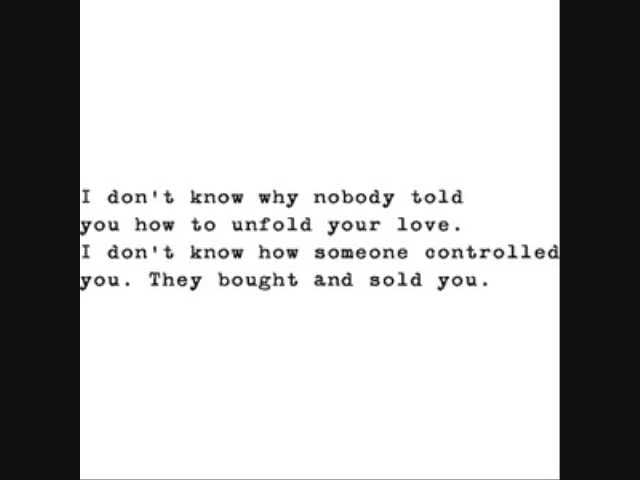 I don't know why nobody told
you how to unfold your love.
I don't know how someone controlled
you. They bought and sold you.